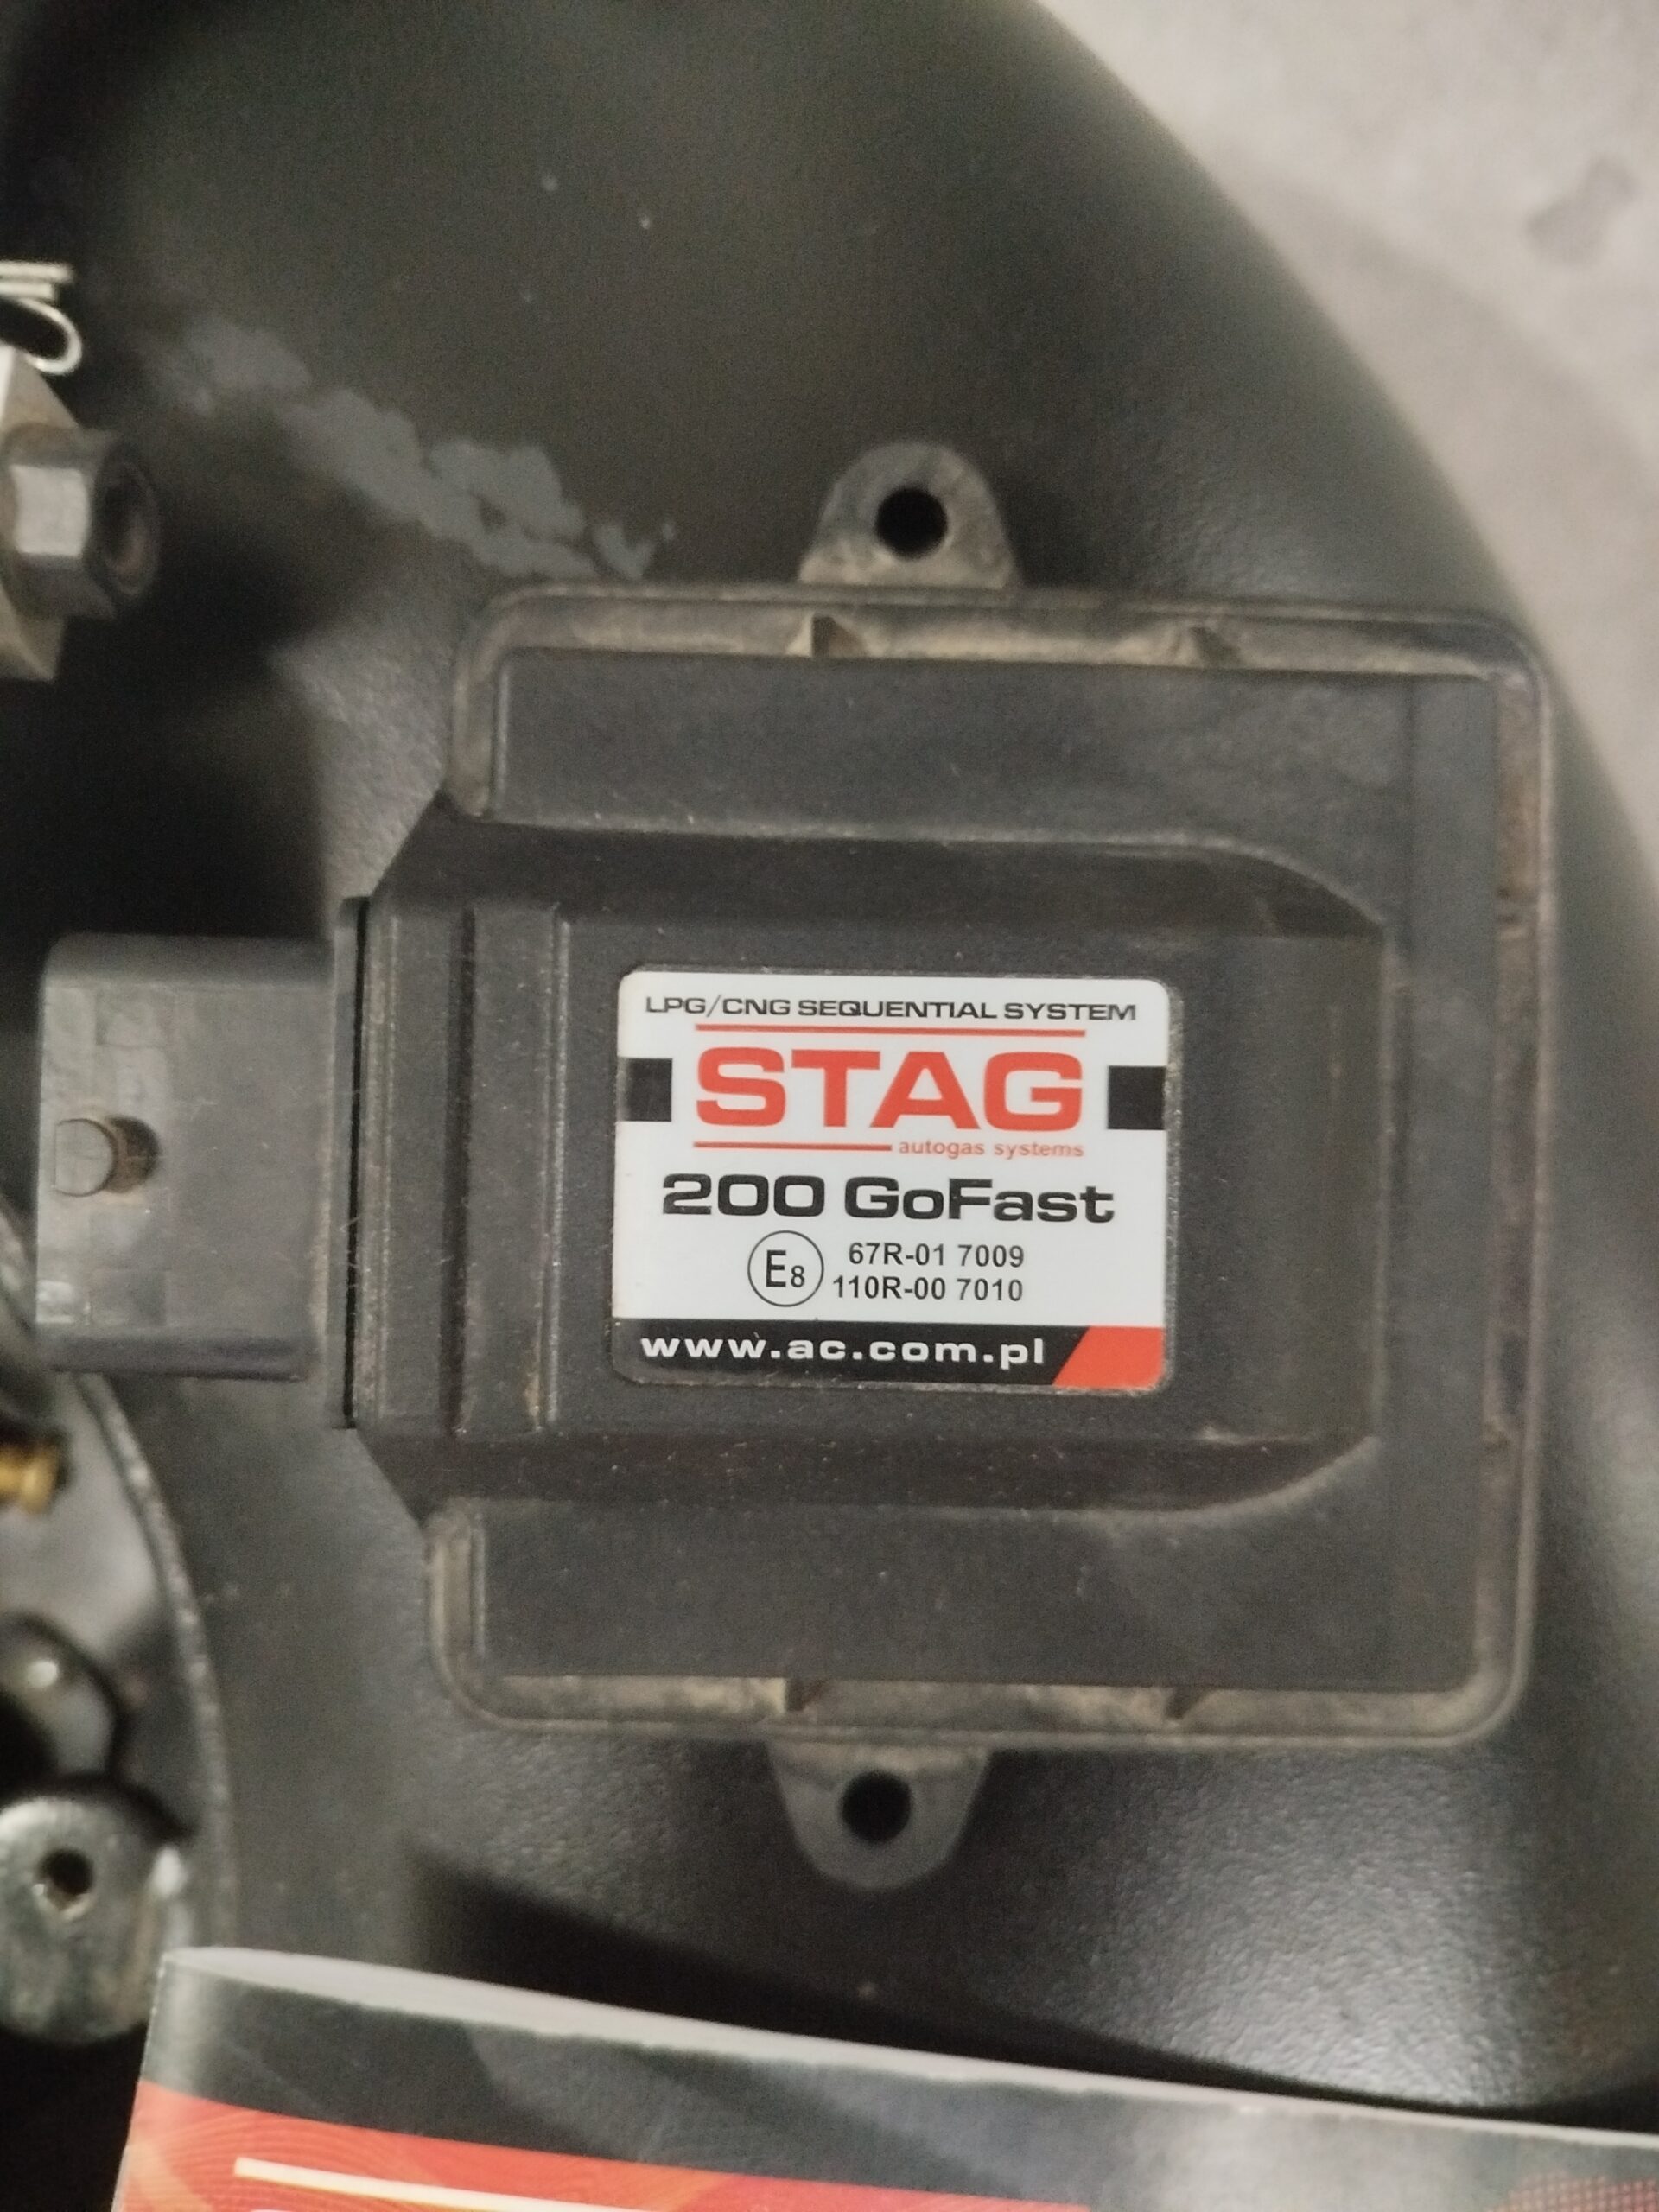 LPG/CNG SEQUENTIAL SYSTEM
STAG
autogas systems
200 GoFast
E8 67R-01 7009
110R-00 7010
www.ac.com.pl